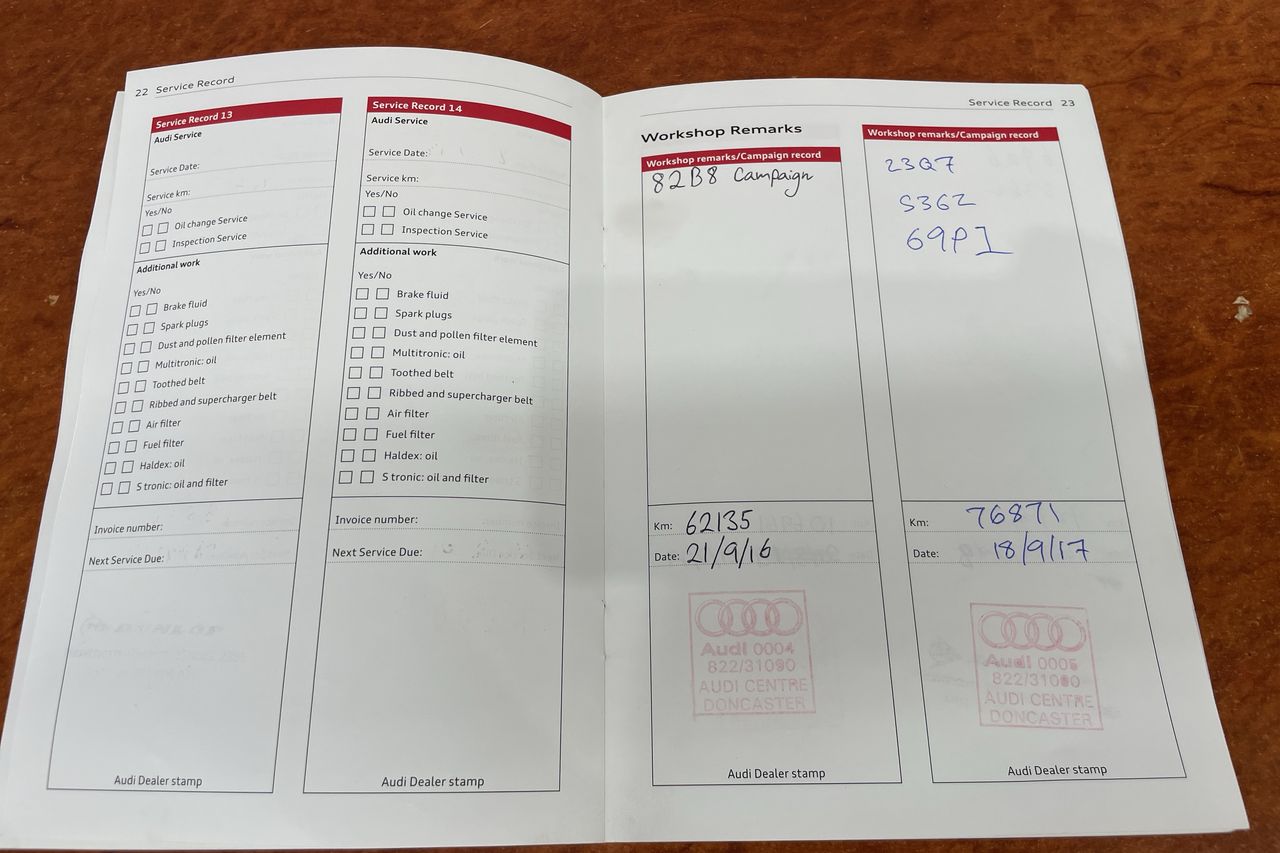 22 Service Record
Service Record 13
Audi Service
Service Date:
Service km:
Yes/No
Oil change Service
Inspection Service
Additional work
Yes/No
Brake fluid
Spark plugs
Dust and pollen filter element
Multitronic: oil
Toothed belt
Ribbed and supercharger belt
Air filter
Fuel filter
Haldex: oil
S tronic: oil and filter
Invoice number:
Next Service Due:
Audi Dealer stamp
Service Record 14
Audi Service
Service Date:
Service km:
Yes/No
Oil change Service
Inspection Service
Additional work
Yes/No
Brake fluid
Spark plugs
Dust and pollen filter element
Multitronic: oil
Toothed belt
Ribbed and supercharger belt
Air filter
Fuel filter
Haldex: oil
S tronic: oil and filter
Invoice number:
Next Service Due:
Audi Dealer stamp
Service Record 23
Workshop Remarks
Workshop remarks/Campaign record
82B8 Campaign
Km: 62135
Date: 21/9/16
Audi 0004
822/31090
AUDI CENTRE
DONCASTER
Audi Dealer stamp
Workshop remarks/Campaign record
23Q7
S362
69P1
Km: 76871
Date: 18/9/17
Audi
AUDI CENTRE
DONCASTER
Audi Dealer stamp